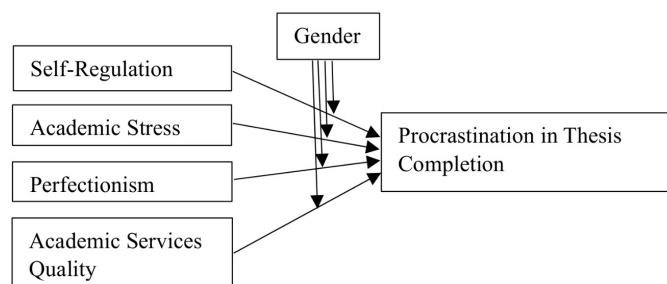 Gender
Self-Regulation
Academic Stress
Procrastination in Thesis
Completion
Perfectionism
Academic Services
Quality